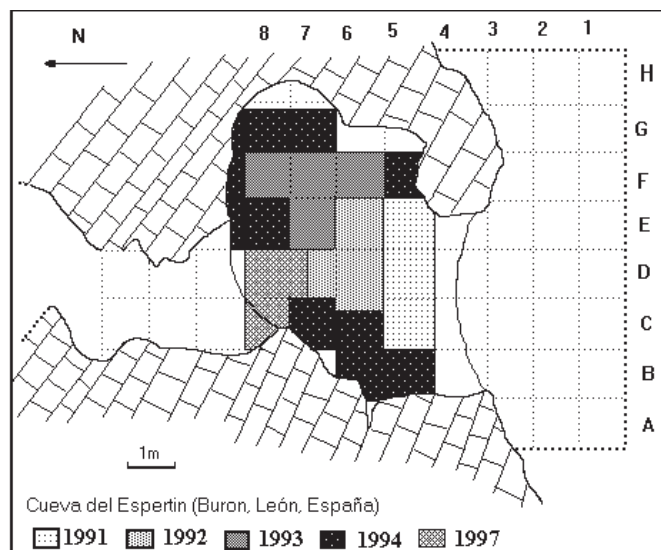 N
8 7 6 5 4 3 2 1
H
G
F
E
D
C
B
A
1m
Cueva del Espertin (Buron, León, España)
1991 1992 1993 1994 1997